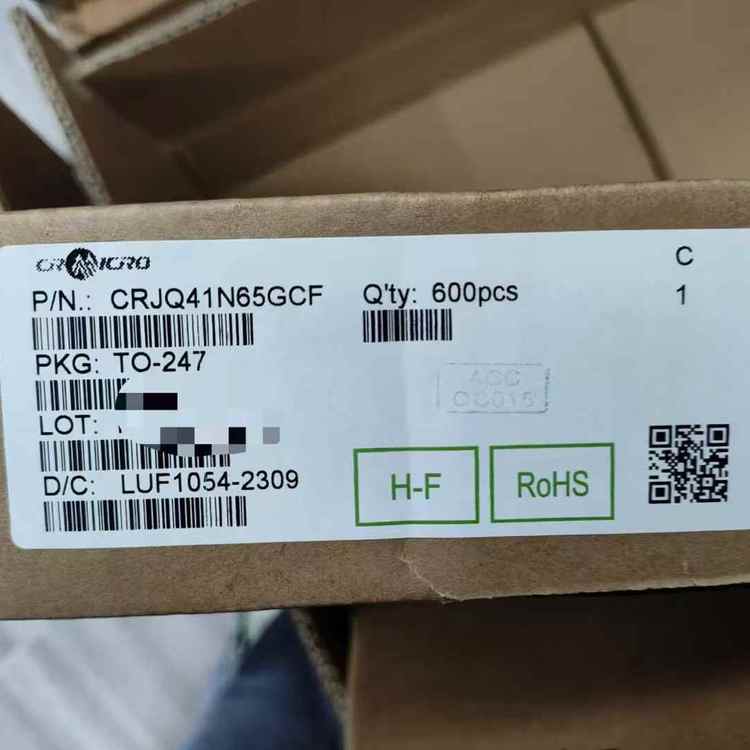 CRMICRO
C
P/N.: CRJQ41N65GCF Q'ty: 600pcs
1
PKG: TO-247
LOT:
D/C: LUF1054-2309
H-F
RoHS